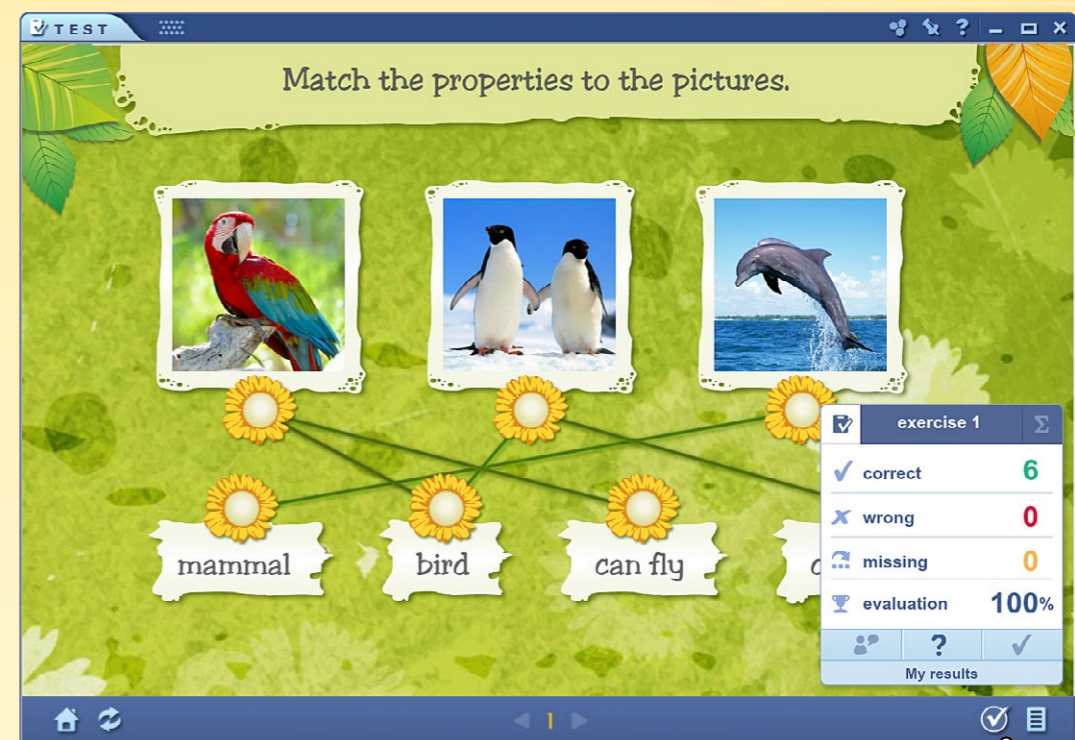 TEST
?
Match the properties to the pictures.
exercise 1 Σ
correct 6
wrong 0
missing 0
evaluation 100%
mammal bird can fly
?
My results
1